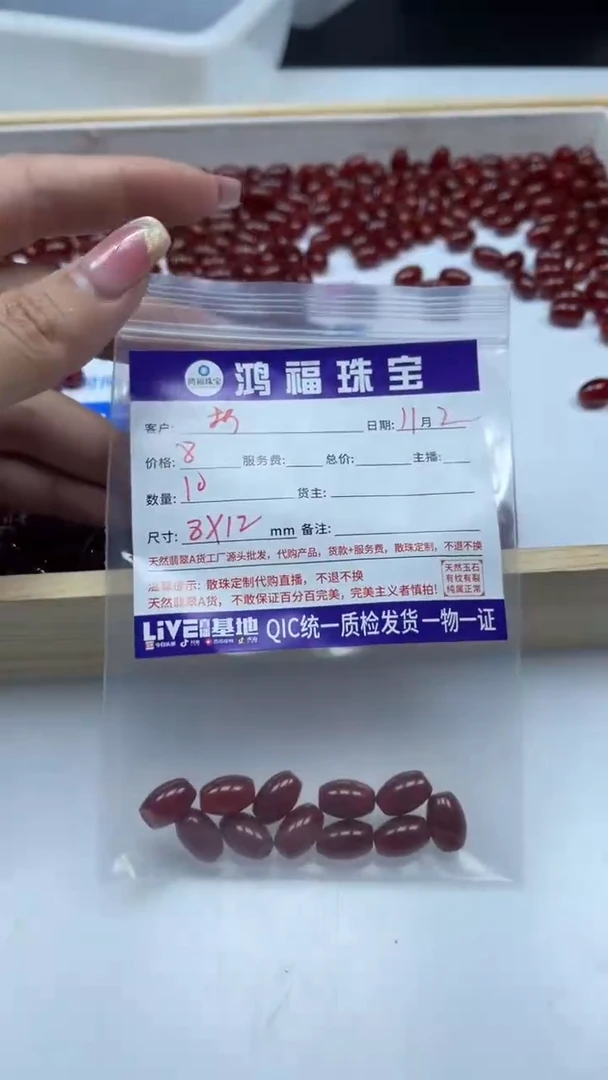 鸿福珠宝 鸿福珠宝
客户: 日期: 11月2
价格: 8 服务费: 总价: 主播:
数量: 10 货主:
尺寸: 8X12 mm 备注:
天然翡翠A货工厂源头批发，代购产品，货款+服务费，散珠定制，不退不换
温馨提示: 散珠定制代购直播，不退不换
天然翡翠A货，不敢保证百分百完美，完美主义者慎拍!
天然玉石
有纹有裂
纯属正常
LiVE 基地 QIC统一质检发货一物一证
今日头条